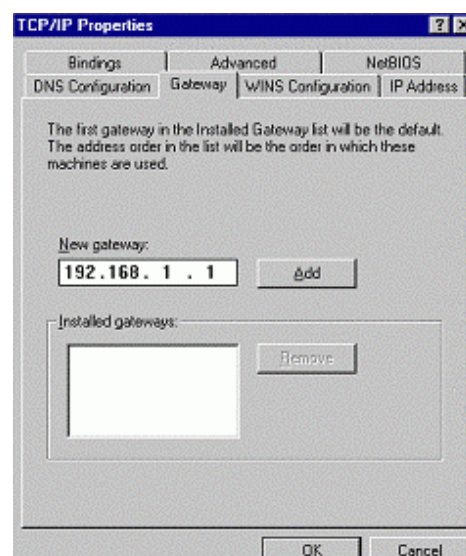 TCP/IP Properties
Bindings Advanced NetBIOS
DNS Configuration Gateway WINS Configuration IP Address
The first gateway in the Installed Gateway list will be the default.
The address order in the list will be the order in which these
machines are used.
New gateway:
192.168. 1 . 1 Add
Installed gateways:
Remove
OK Cancel